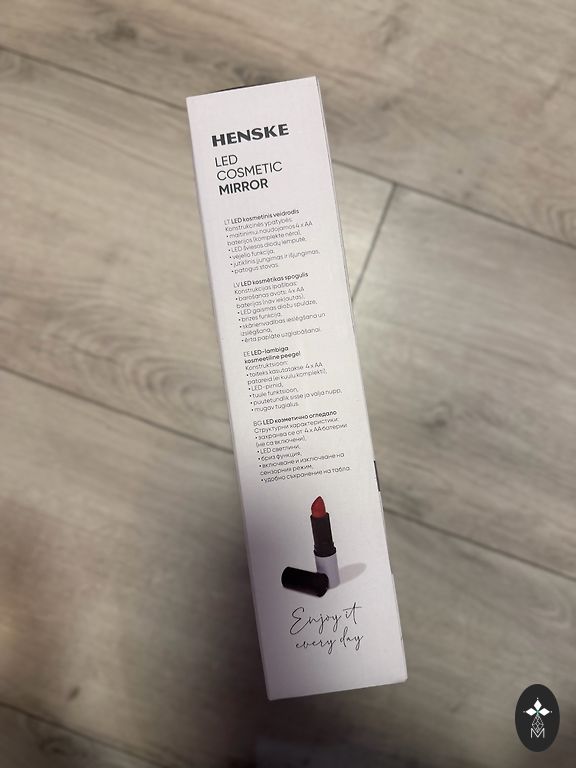 HENSKE
LED
COSMETIC
MIRROR
LT LED kosmetinis veidrodis
Konstrukcinės ypatybės:
• maitinimui naudojamos 4 x AA
baterijos (komplekte nėra),
• LED šviesos diodų lemputė,
• vėjelio funkcija,
• jutiklinis įjungimas ir išjungimas,
• patogus stovas.
LV LED kosmētikas spogulis
Konstrukcijas īpašības:
• barošanas avots: 4x AA
baterijas (nav iekļautas),
• LED gaismas diožu spuldze,
• brīzes funkcija,
• skārienvadības ieslēgšana un
izslēgšana,
• ērta paplāte uzglabāšanai.
EE LED-lambiga
kosmeetiline peegel
Konstruktsioon:
• toiteks kasutatakse 4 x AA
patareid (ei kuulu komplekti),
• LED-pirnid,
• tuule funktsioon,
• puutetundlik sisse ja välja nupp,
• mugav tugialus.
BG LED козметично огледало
Структурни характеристики:
• захранва се от 4 x AA батерии
(не са включени),
• LED светлини,
• бриз функция,
• включване и изключване на
сензорния режим,
• удобно съхранение на табла.
Enjoy it
every day
M